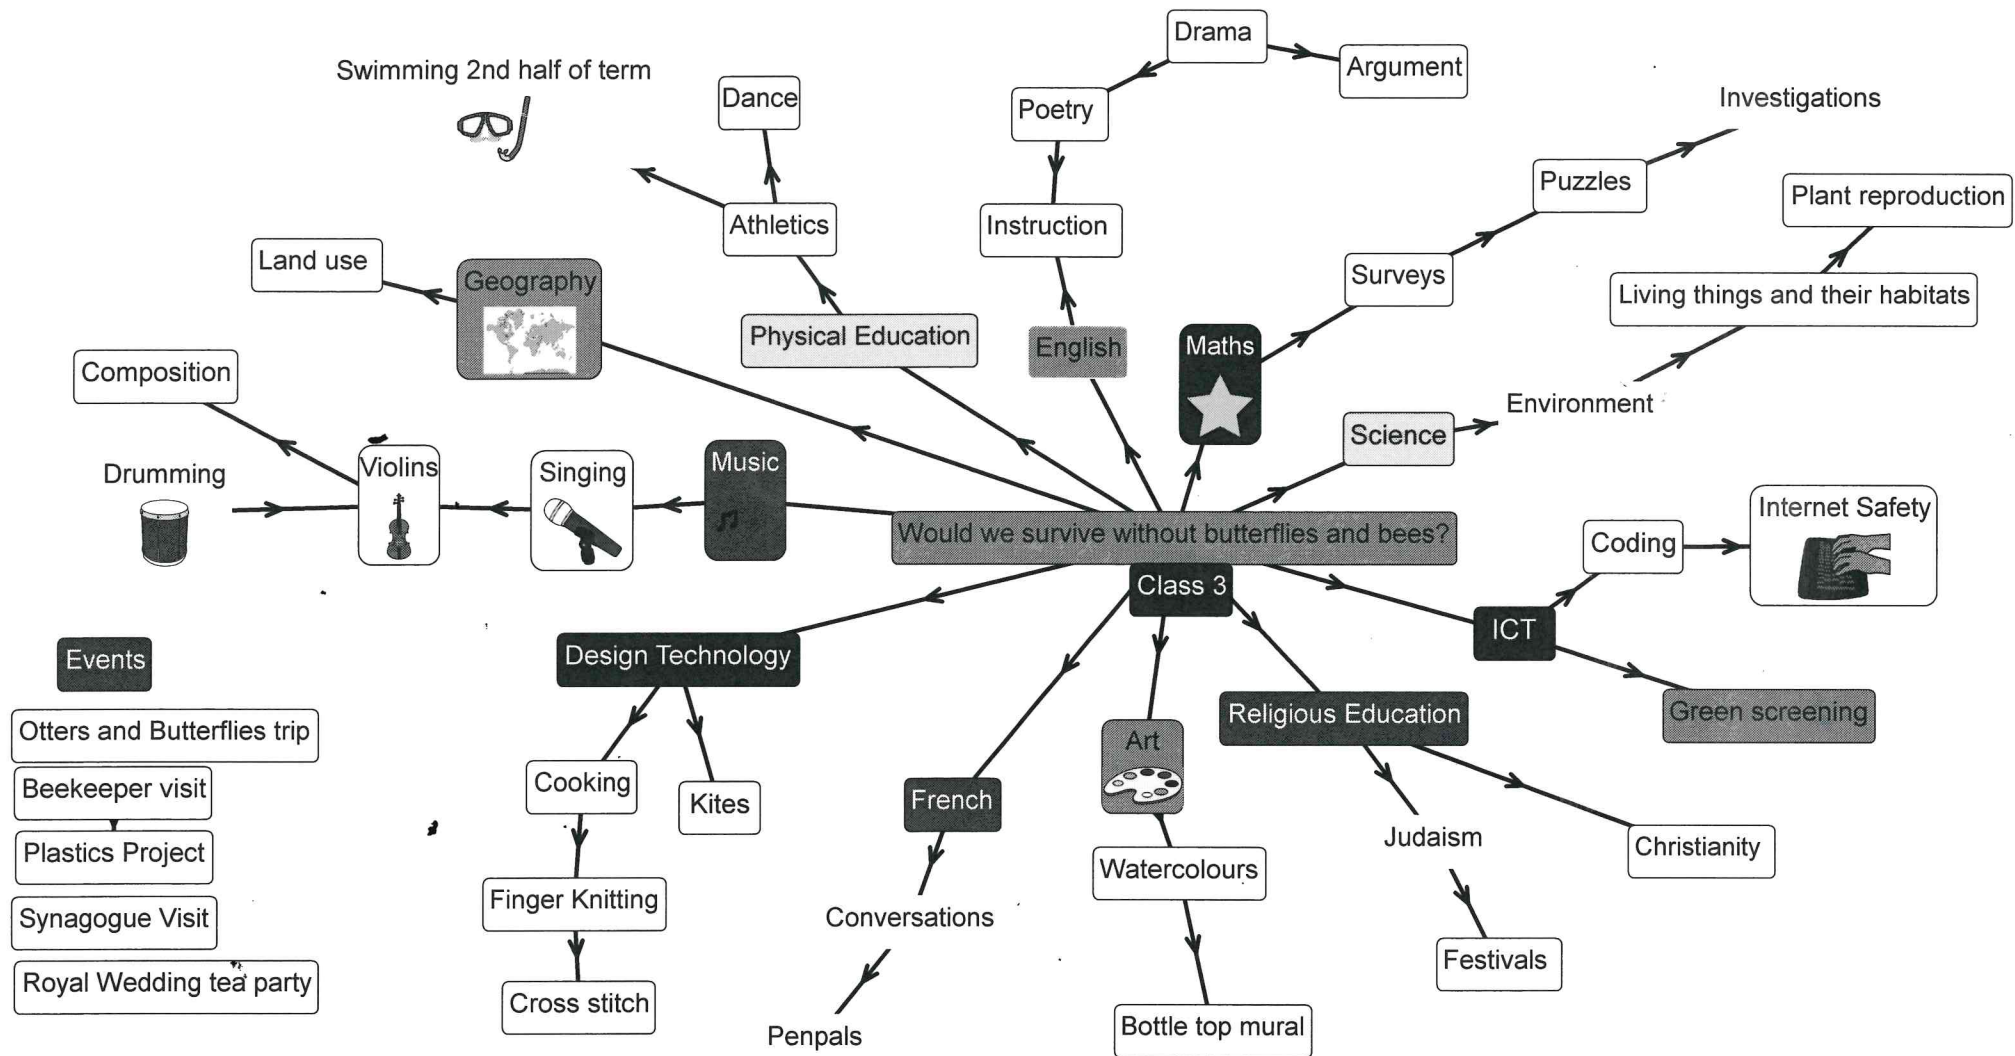 Swimming 2nd half of term
Dance
Athletics
Physical Education
Drama
Argument
Poetry
Instruction
English
Maths
Surveys
Puzzles
Investigations
Plant reproduction
Living things and their habitats
Environment
Science
Land use
Geography
Composition
Drumming
Violins
Singing
Music
Would we survive without butterflies and bees?
Class 3
Internet Safety
Coding
ICT
Green screening
Events
Otters and Butterflies trip
Beekeeper visit
Plastics Project
Synagogue Visit
Royal Wedding tea party
Design Technology
Cooking
Kites
Finger Knitting
Cross stitch
French
Conversations
Penpals
Art
Watercolours
Bottle top mural
Religious Education
Judaism
Christianity
Festivals